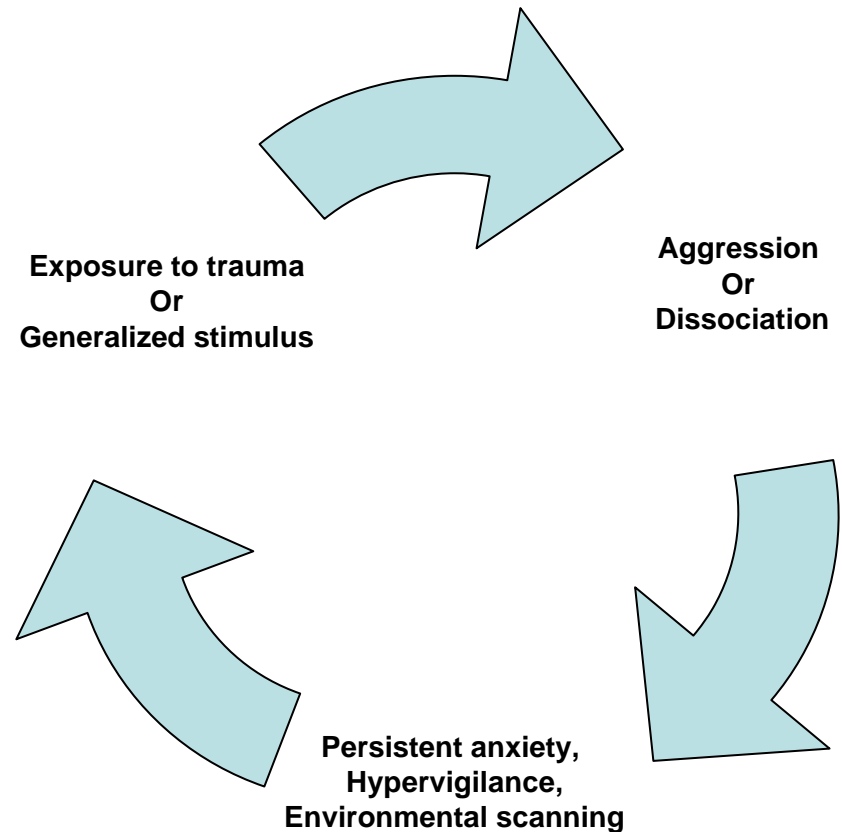 Exposure to trauma
Or
Generalized stimulus
Aggression
Or
Dissociation
Persistent anxiety,
Hypervigilance,
Environmental scanning